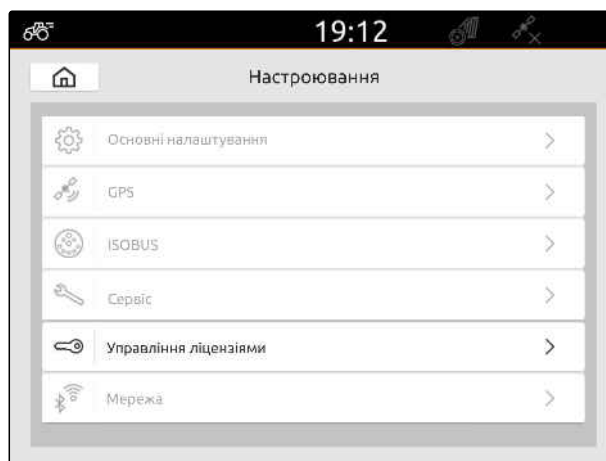 19:12
Настроювання
Основні налаштування
GPS
ISOBUS
Сервіс
Управління ліцензіями
Мережа